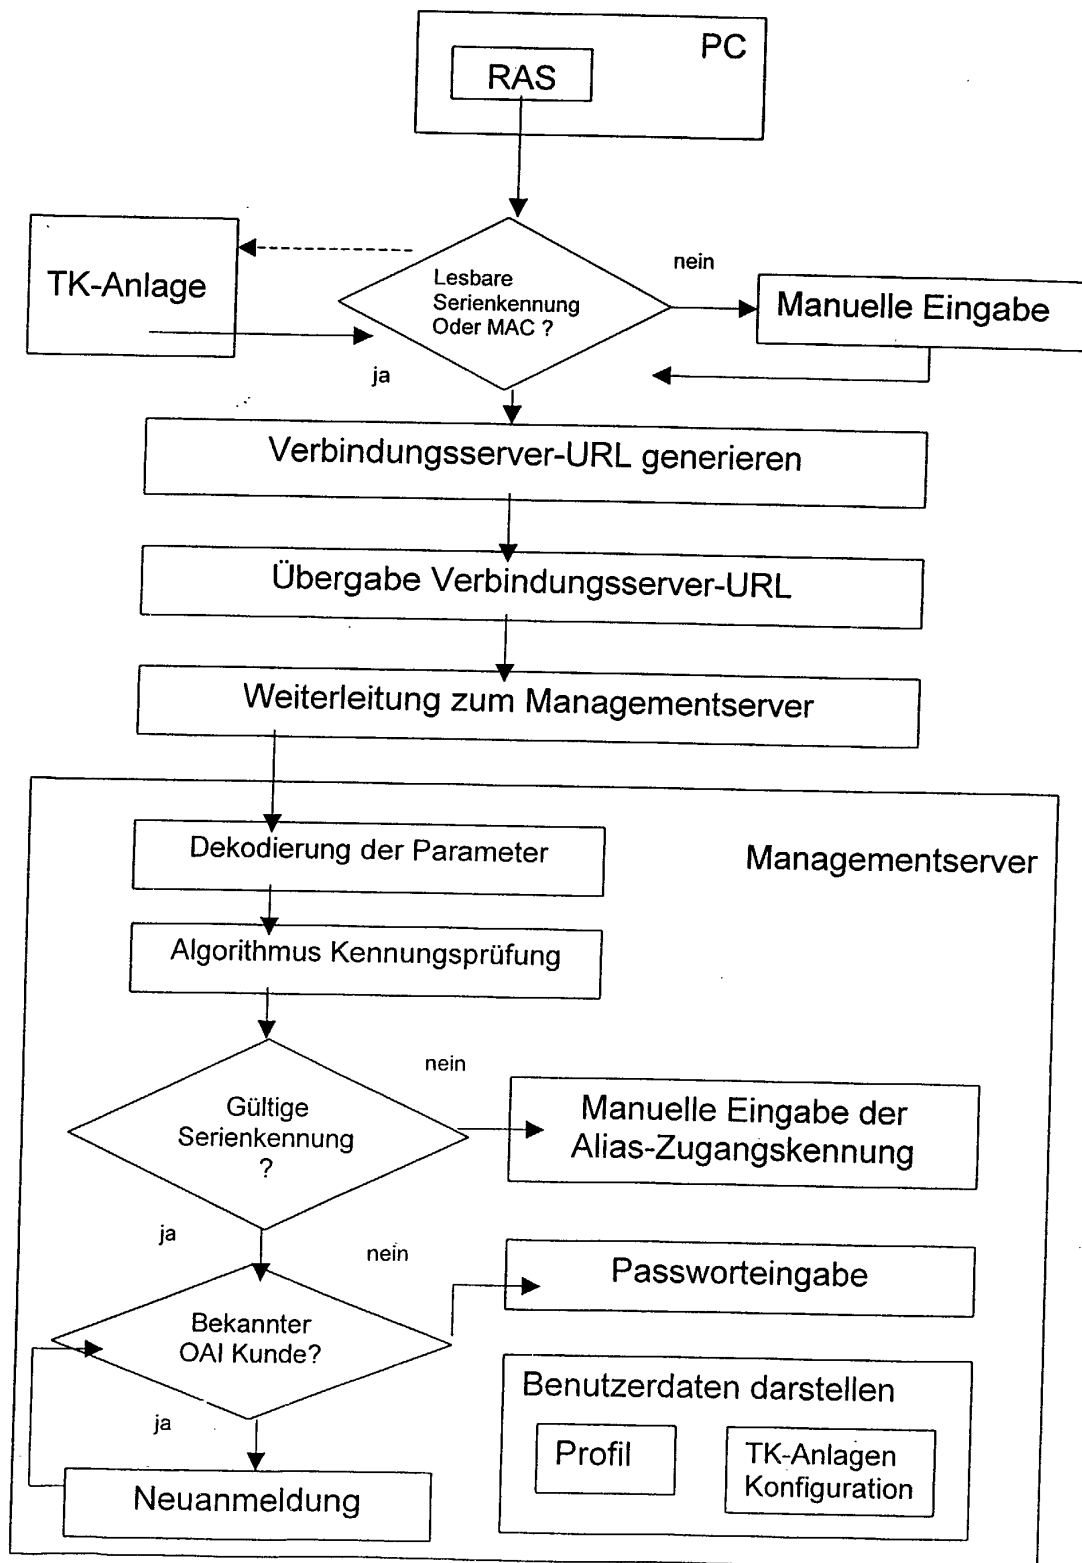 PC
RAS
TK-Anlage
Lesbare
Serienkennung
Oder MAC ?
nein
Manuelle Eingabe
ja
Verbindungsserver-URL generieren
Übergabe Verbindungsserver-URL
Weiterleitung zum Managementserver
Dekodierung der Parameter
Managementserver
Algorithmus Kennungsprüfung
nein
Gültige
Serienkennung
?
Manuelle Eingabe der
Alias-Zugangskennung
ja
nein
Passworteingabe
Bekannter
OAI Kunde?
Benutzerdaten darstellen
ja
Profil
TK-Anlagen
Konfiguration
Neuanmeldung